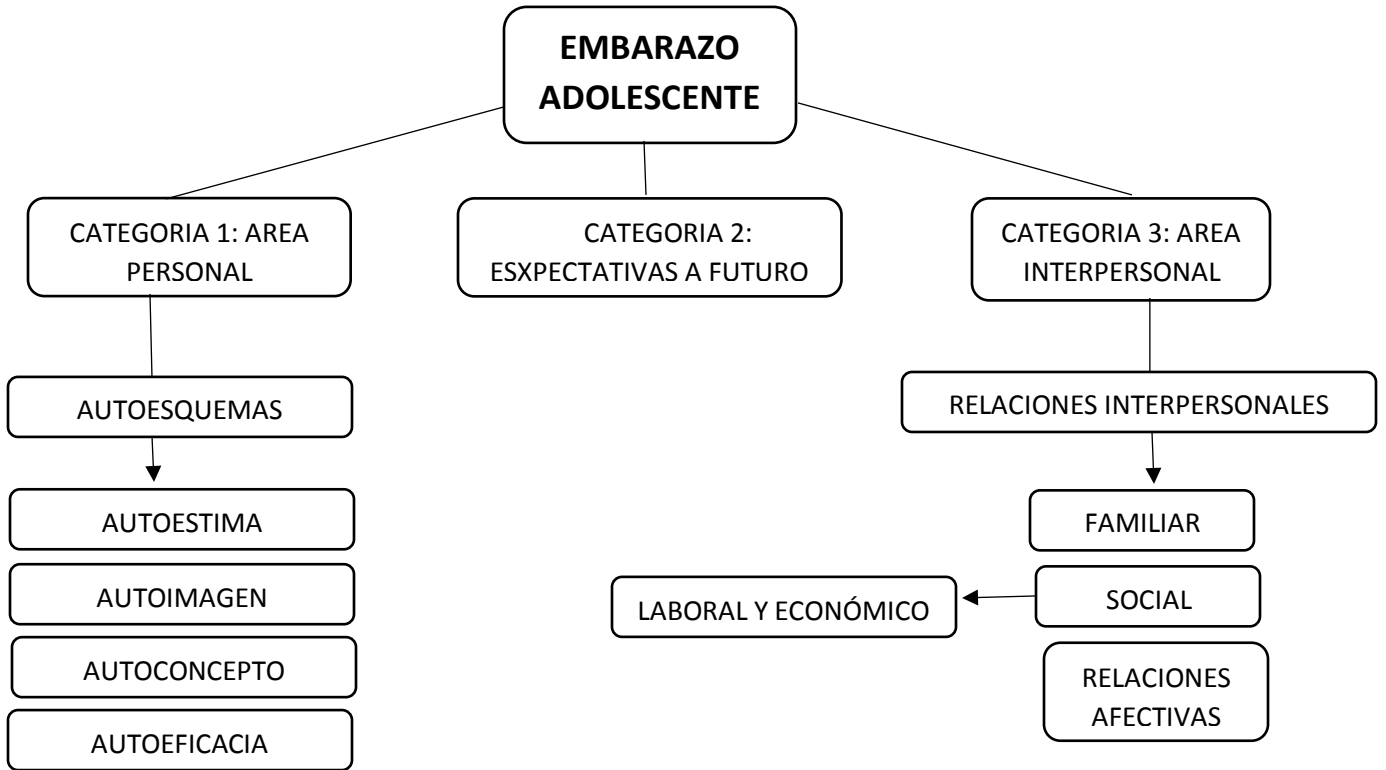 EMBARAZO
ADOLESCENTE
CATEGORIA 1: AREA
PERSONAL
CATEGORIA 2:
ESXPECTATIVAS A FUTURO
CATEGORIA 3: AREA
INTERPERSONAL
AUTOESQUEMAS
RELACIONES INTERPERSONALES
AUTOESTIMA
FAMILIAR
AUTOIMAGEN
LABORAL Y ECONÓMICO
SOCIAL
AUTOCONCEPTO
RELACIONES
AFECTIVAS
AUTOEFICACIA